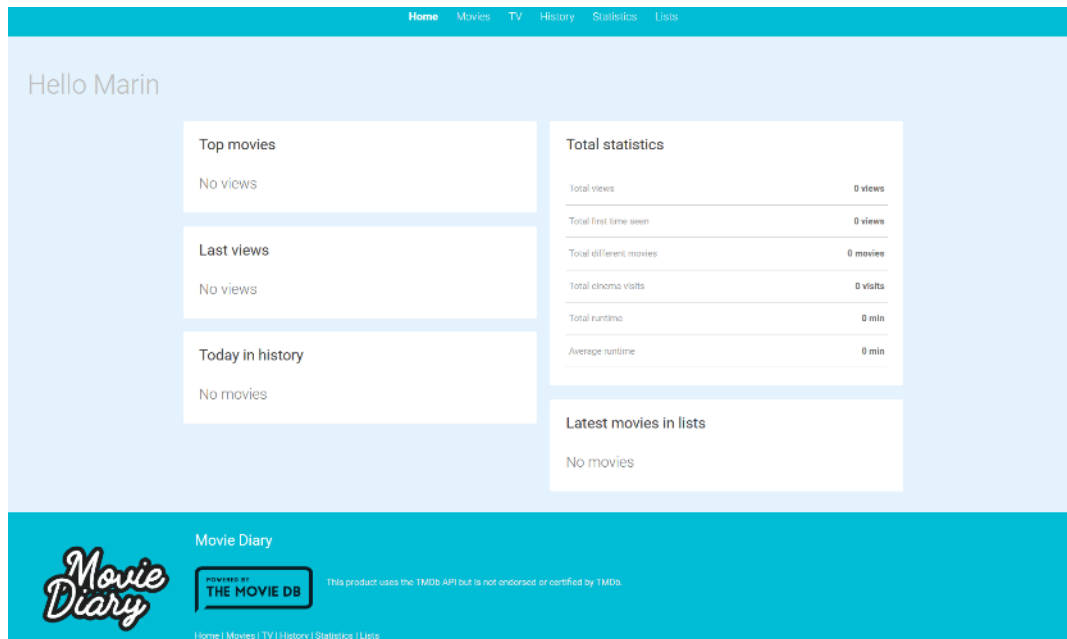 Home Movies TV History Statistics Lists
Hello Marin
Top movies
No views
Last views
No views
Today in history
No movies
Total statistics
Total views 0 views
Total first time seen 0 views
Total different movies 0 movies
Total cinema visits 0 visits
Total runtime 0 min
Average runtime 0 min
Latest movies in lists
No movies
Movie
Diary
Movie Diary
POWERED BY
THE MOVIE DB
This product uses the TMDb API but is not endorsed or certified by TMDb.
Home | Movies | TV | History | Statistics | Lists